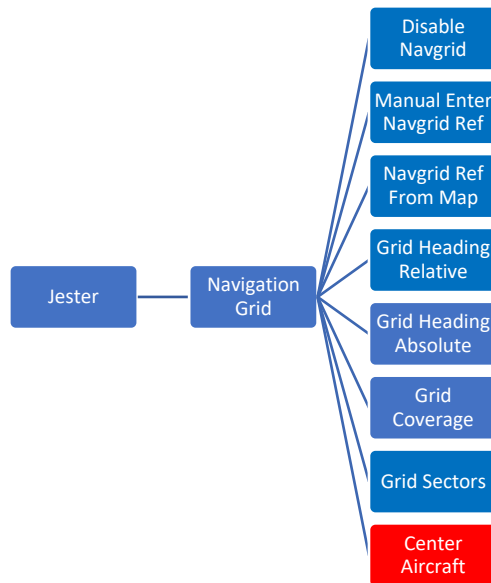 Disable
Navgrid
Manual Enter
Navgrid Ref
Navgrid Ref
From Map
Grid Heading
Relative
Jester
Navigation
Grid
Grid Heading
Absolute
Grid
Coverage
Grid Sectors
Center
Aircraft